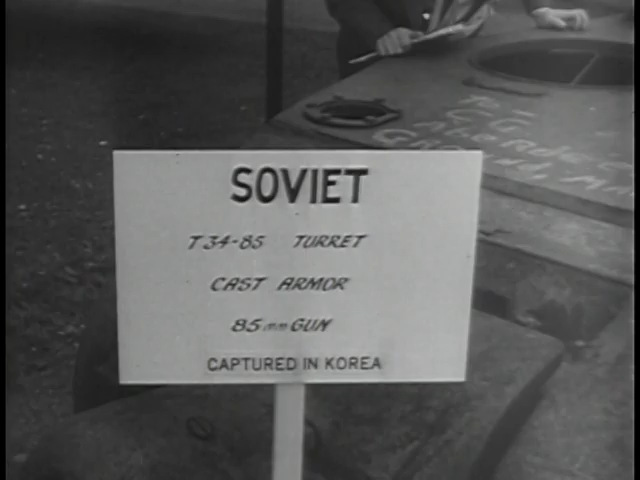 SOVIET
T34-85 TURRET
CAST ARMOR
85mm GUN
CAPTURED IN KOREA